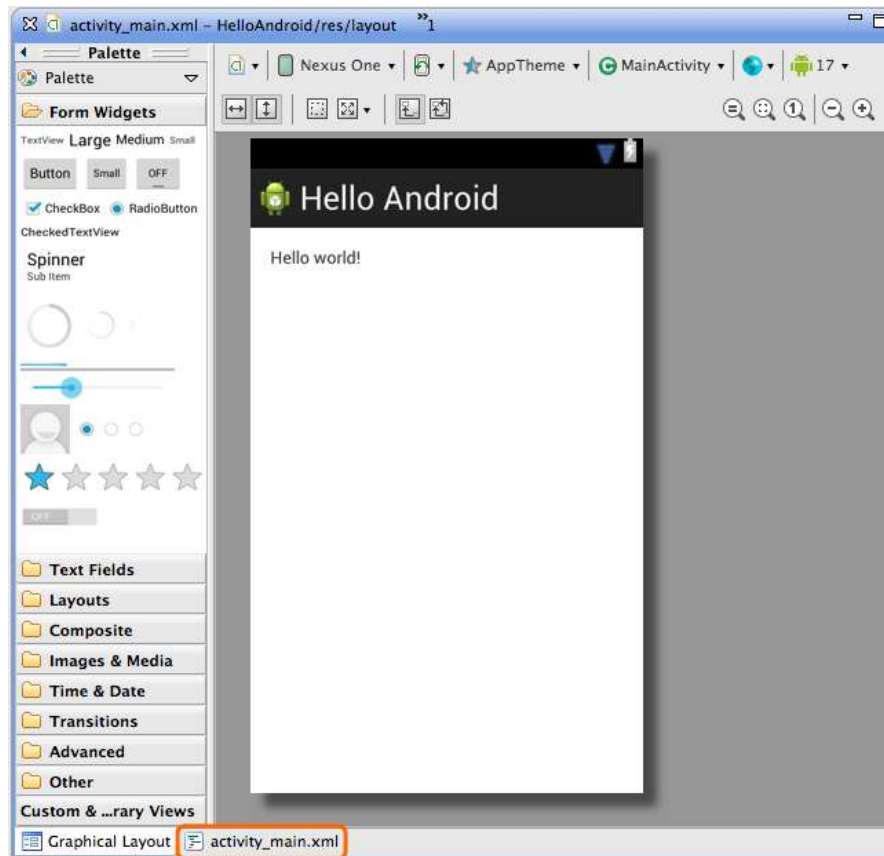 activity_main.xml – HelloAndroid/res/layout »1
Palette
Palette
Form Widgets
TextView Large Medium Small
Button Small OFF
CheckBox RadioButton
CheckedTextView
Spinner
Sub Item
OFF
Text Fields
Layouts
Composite
Images & Media
Time & Date
Transitions
Advanced
Other
Custom & ...rary Views
Nexus One AppTheme MainActivity 17
1
Hello Android
Hello world!
Graphical Layout activity_main.xml